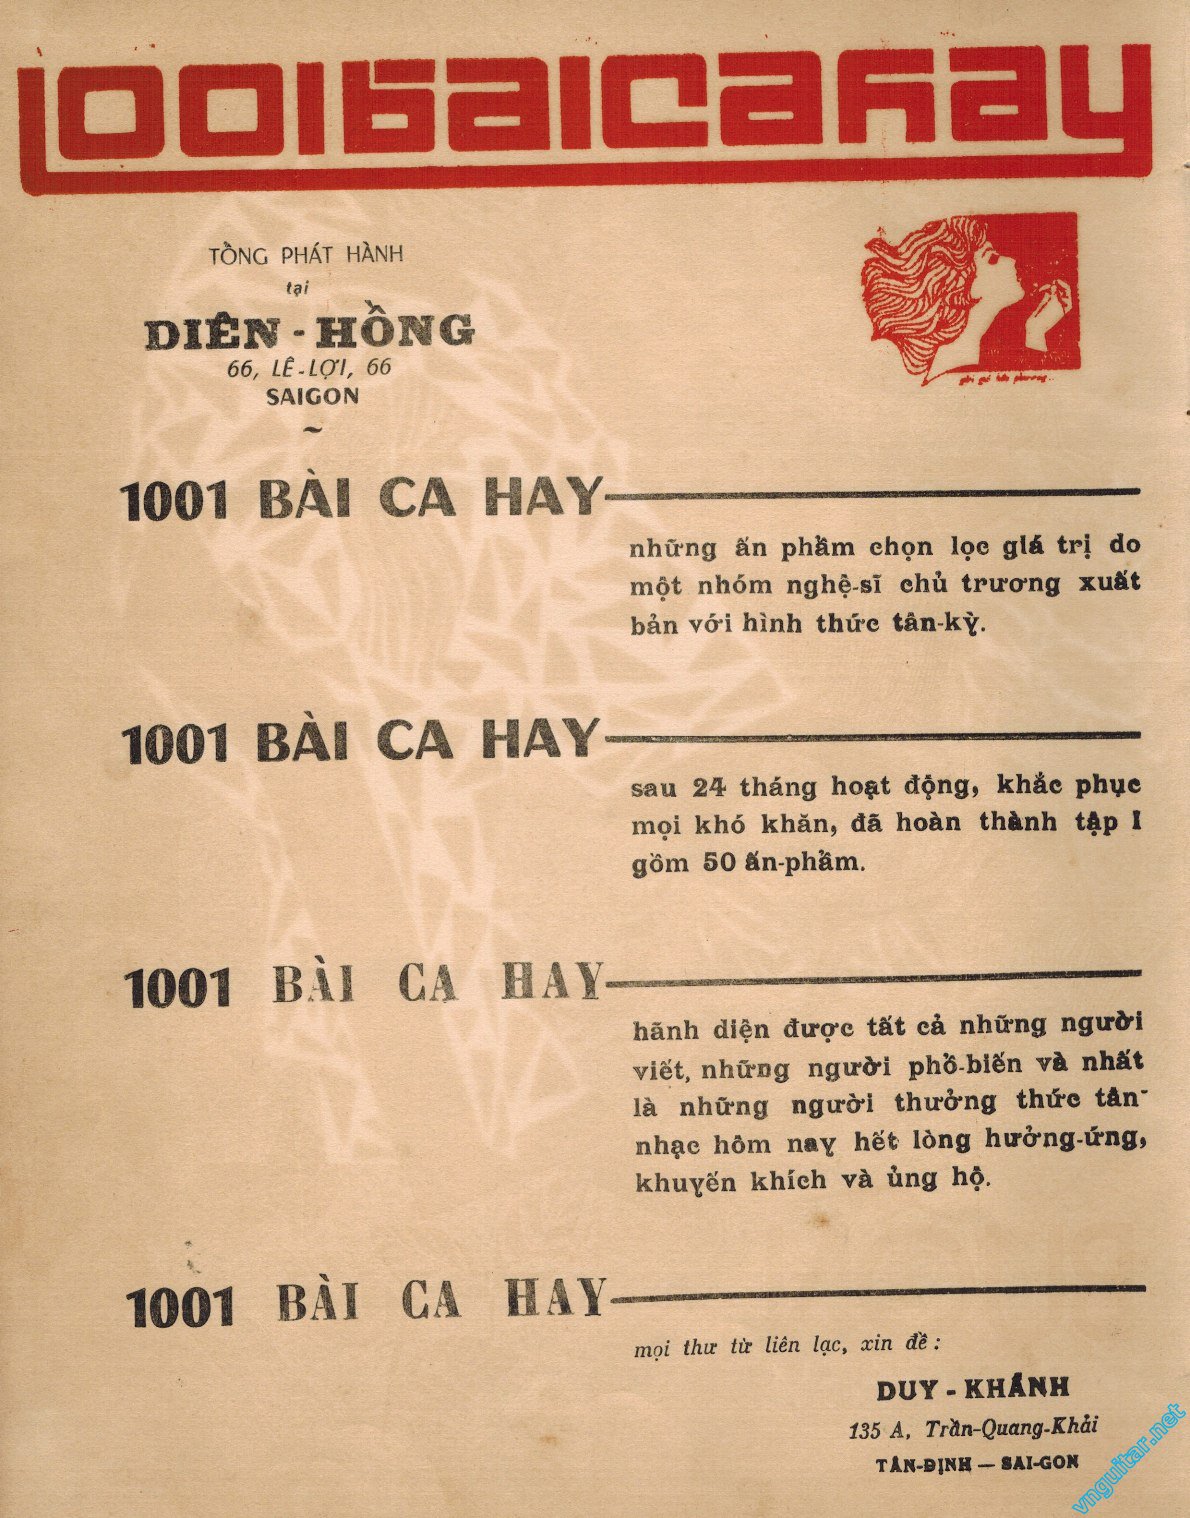 1001 bai ca hay
TỔNG PHÁT HÀNH
tại
DIÊN - HỒNG
66, LÊ-LỢI, 66
SAIGON
~
1001 BÀI CA HAY
những ấn phẩm chọn lọc giá trị do
một nhóm nghệ-sĩ chủ trương xuất
bản với hình thức tân-kỳ.
1001 BÀI CA HAY
sau 24 tháng hoạt động, khắc phục
mọi khó khăn, đã hoàn thành tập I
gồm 50 ấn-phẩm.
1001 BÀI CA HAY
hãnh diện được tất cả những người
viết, những người phổ-biến và nhất
là những người thưởng thức tân-
nhạc hôm nay hết lòng hưởng-ứng,
khuyến khích và ủng hộ.
1001 BÀI CA HAY
mọi thư từ liên lạc, xin đề :
DUY - KHÁNH
135 A, Trần-Quang-Khải
TÂN-ĐỊNH — SAI-GON
vnguitar.net